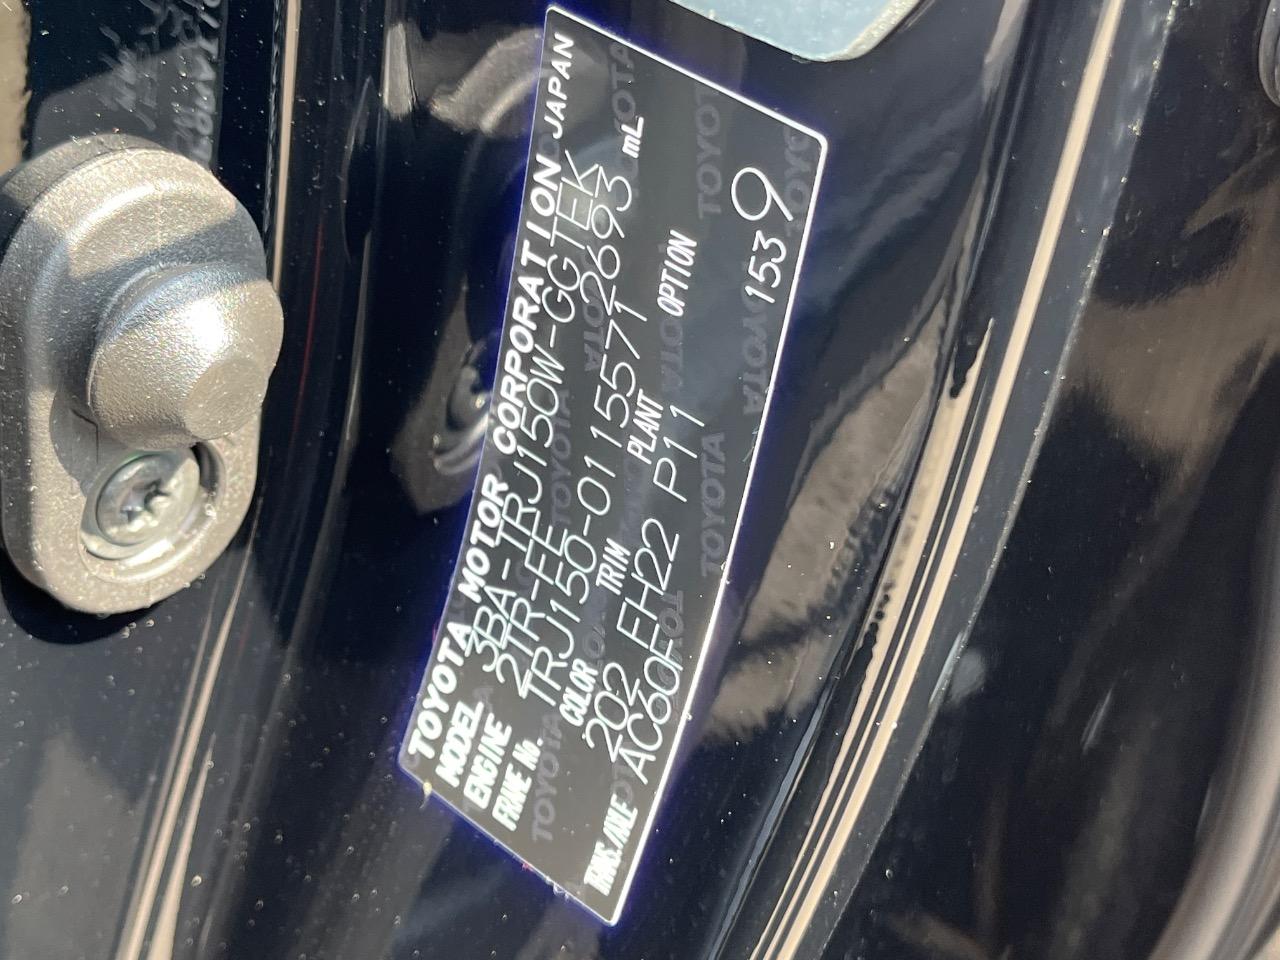 TOYOTA MOTOR CORPORATION JAPAN
MODEL 3BA-TRJ150W-GGTEK
ENGINE 2TR-FE 2693 mL
FRAME No. TRJ150-0115571
COLOR TRIM PLANT OPTION
202 EH22 P11
TRANS./AXLE AC60F
1539